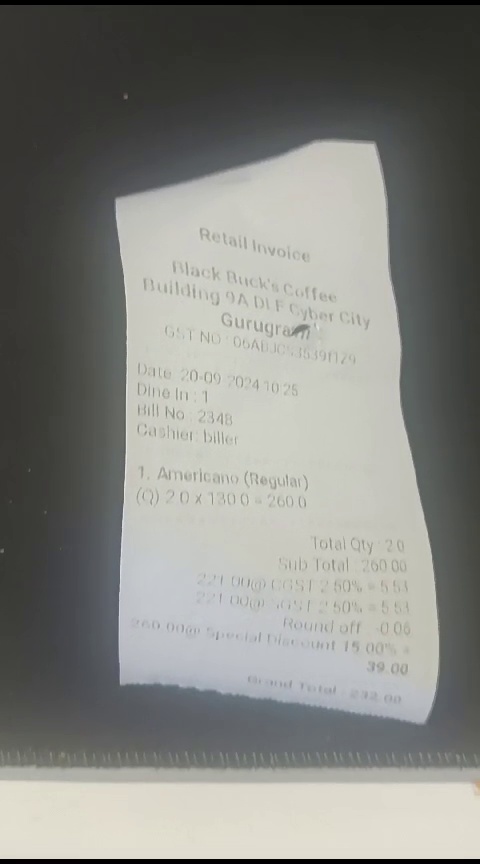 Retail Invoice
Black Buck's Coffee
Building 9A DLF Cyber City
Gurugram
GST NO :
Date: 20-09-2024 10:25
Dine In : 1
Bill No : 2348
Cashier: biller
1. Americano (Regular)
(Q) 2.0 x 130.0 = 260.0
Total Qty : 2.0
Sub Total : 260.00
221.00@ CGST 2.50% = 5.53
221.00@ SGST 2.50% = 5.53
Round off : -0.06
260.00@ Special Discount 15.00% =
39.00
Grand Total : 232.00